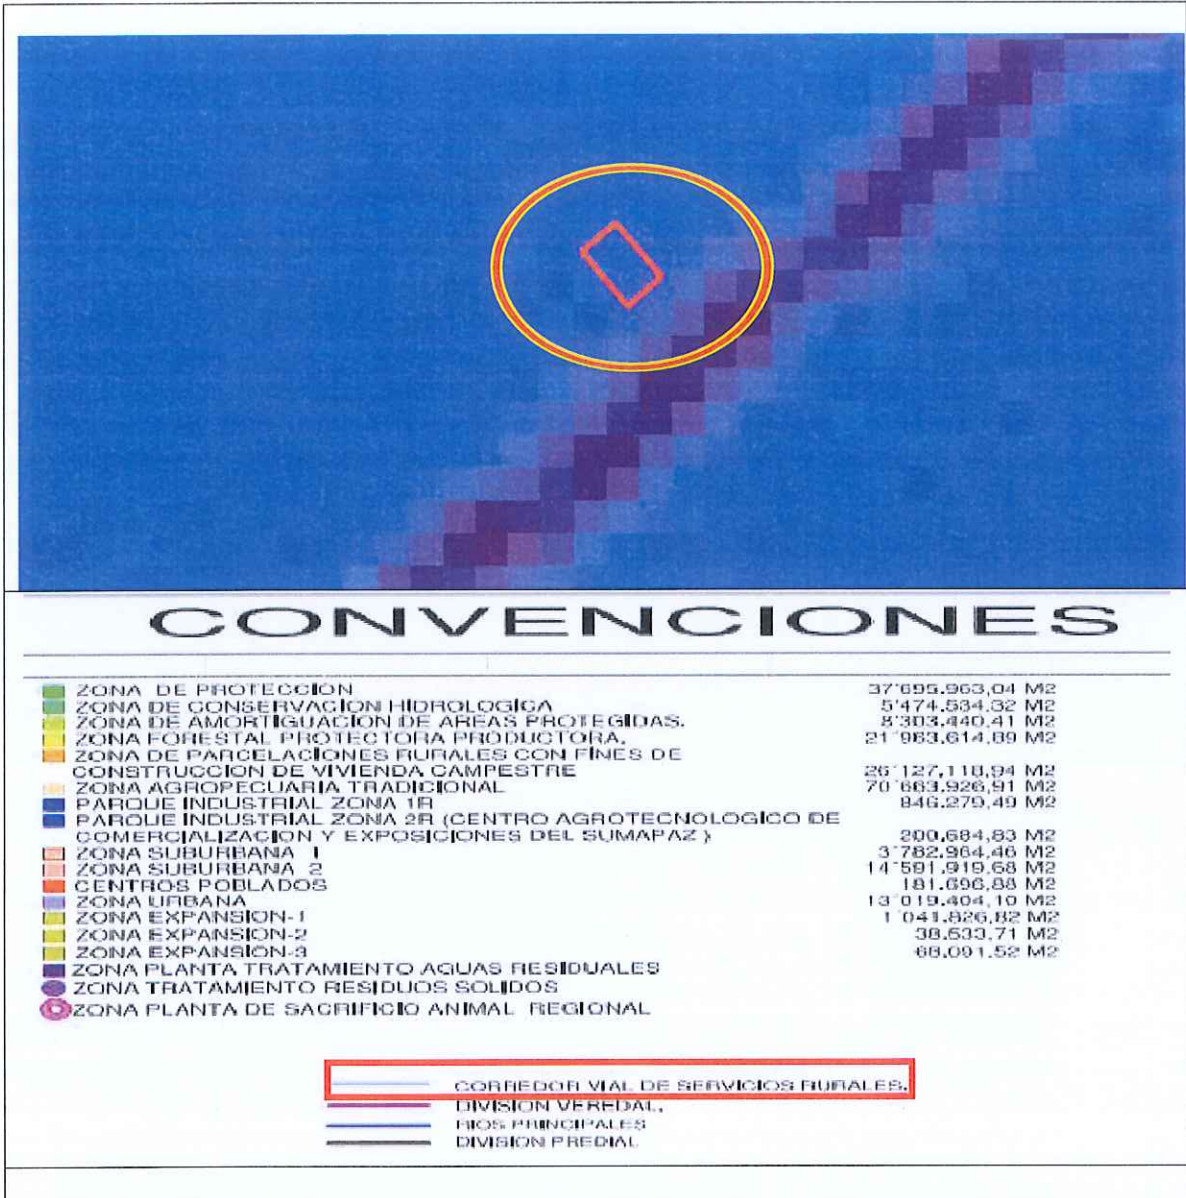 CONVENCIONES
ZONA DE PROTECCION 37'695.963,04 M2
ZONA DE CONSERVACION HIDROLOGICA 5'474.534.32 M2
ZONA DE AMORTIGUACION DE AREAS PROTEGIDAS. 8'303.440,41 M2
ZONA FORESTAL PROTECTORA PRODUCTORA, 21'963.614,89 M2
ZONA DE PARCELACIONES RURALES CON FINES DE
CONSTRUCCION DE VIVIENDA CAMPESTRE 26'127,118,94 M2
ZONA AGROPECUARIA TRADICIONAL 70'663.926,91 M2
PARQUE INDUSTRIAL ZONA 1R 846.279,49 M2
PARQUE INDUSTRIAL ZONA 2R (CENTRO AGROTECNOLOGICO DE
COMERCIALIZACION Y EXPOSICIONES DEL SUMAPAZ ) 200.684,83 M2
ZONA SUBURBANA 1 3'782.964,46 M2
ZONA SUBURBANA 2 14'591.919.68 M2
CENTROS POBLADOS 181.696,88 M2
ZONA URBANA 13'019.404,10 M2
ZONA EXPANSION-1 1'041.826,82 M2
ZONA EXPANSION-2 38.533,71 M2
ZONA EXPANSION-3 68.091.52 M2
ZONA PLANTA TRATAMIENTO AGUAS RESIDUALES
ZONA TRATAMIENTO RESIDUOS SOLIDOS
ZONA PLANTA DE SACRIFICIO ANIMAL REGIONAL
CORREDOR VIAL DE SERVICIOS RURALES.
DIVISION VEREDAL,
RIOS PRINCIPALES
DIVISION PREDIAL